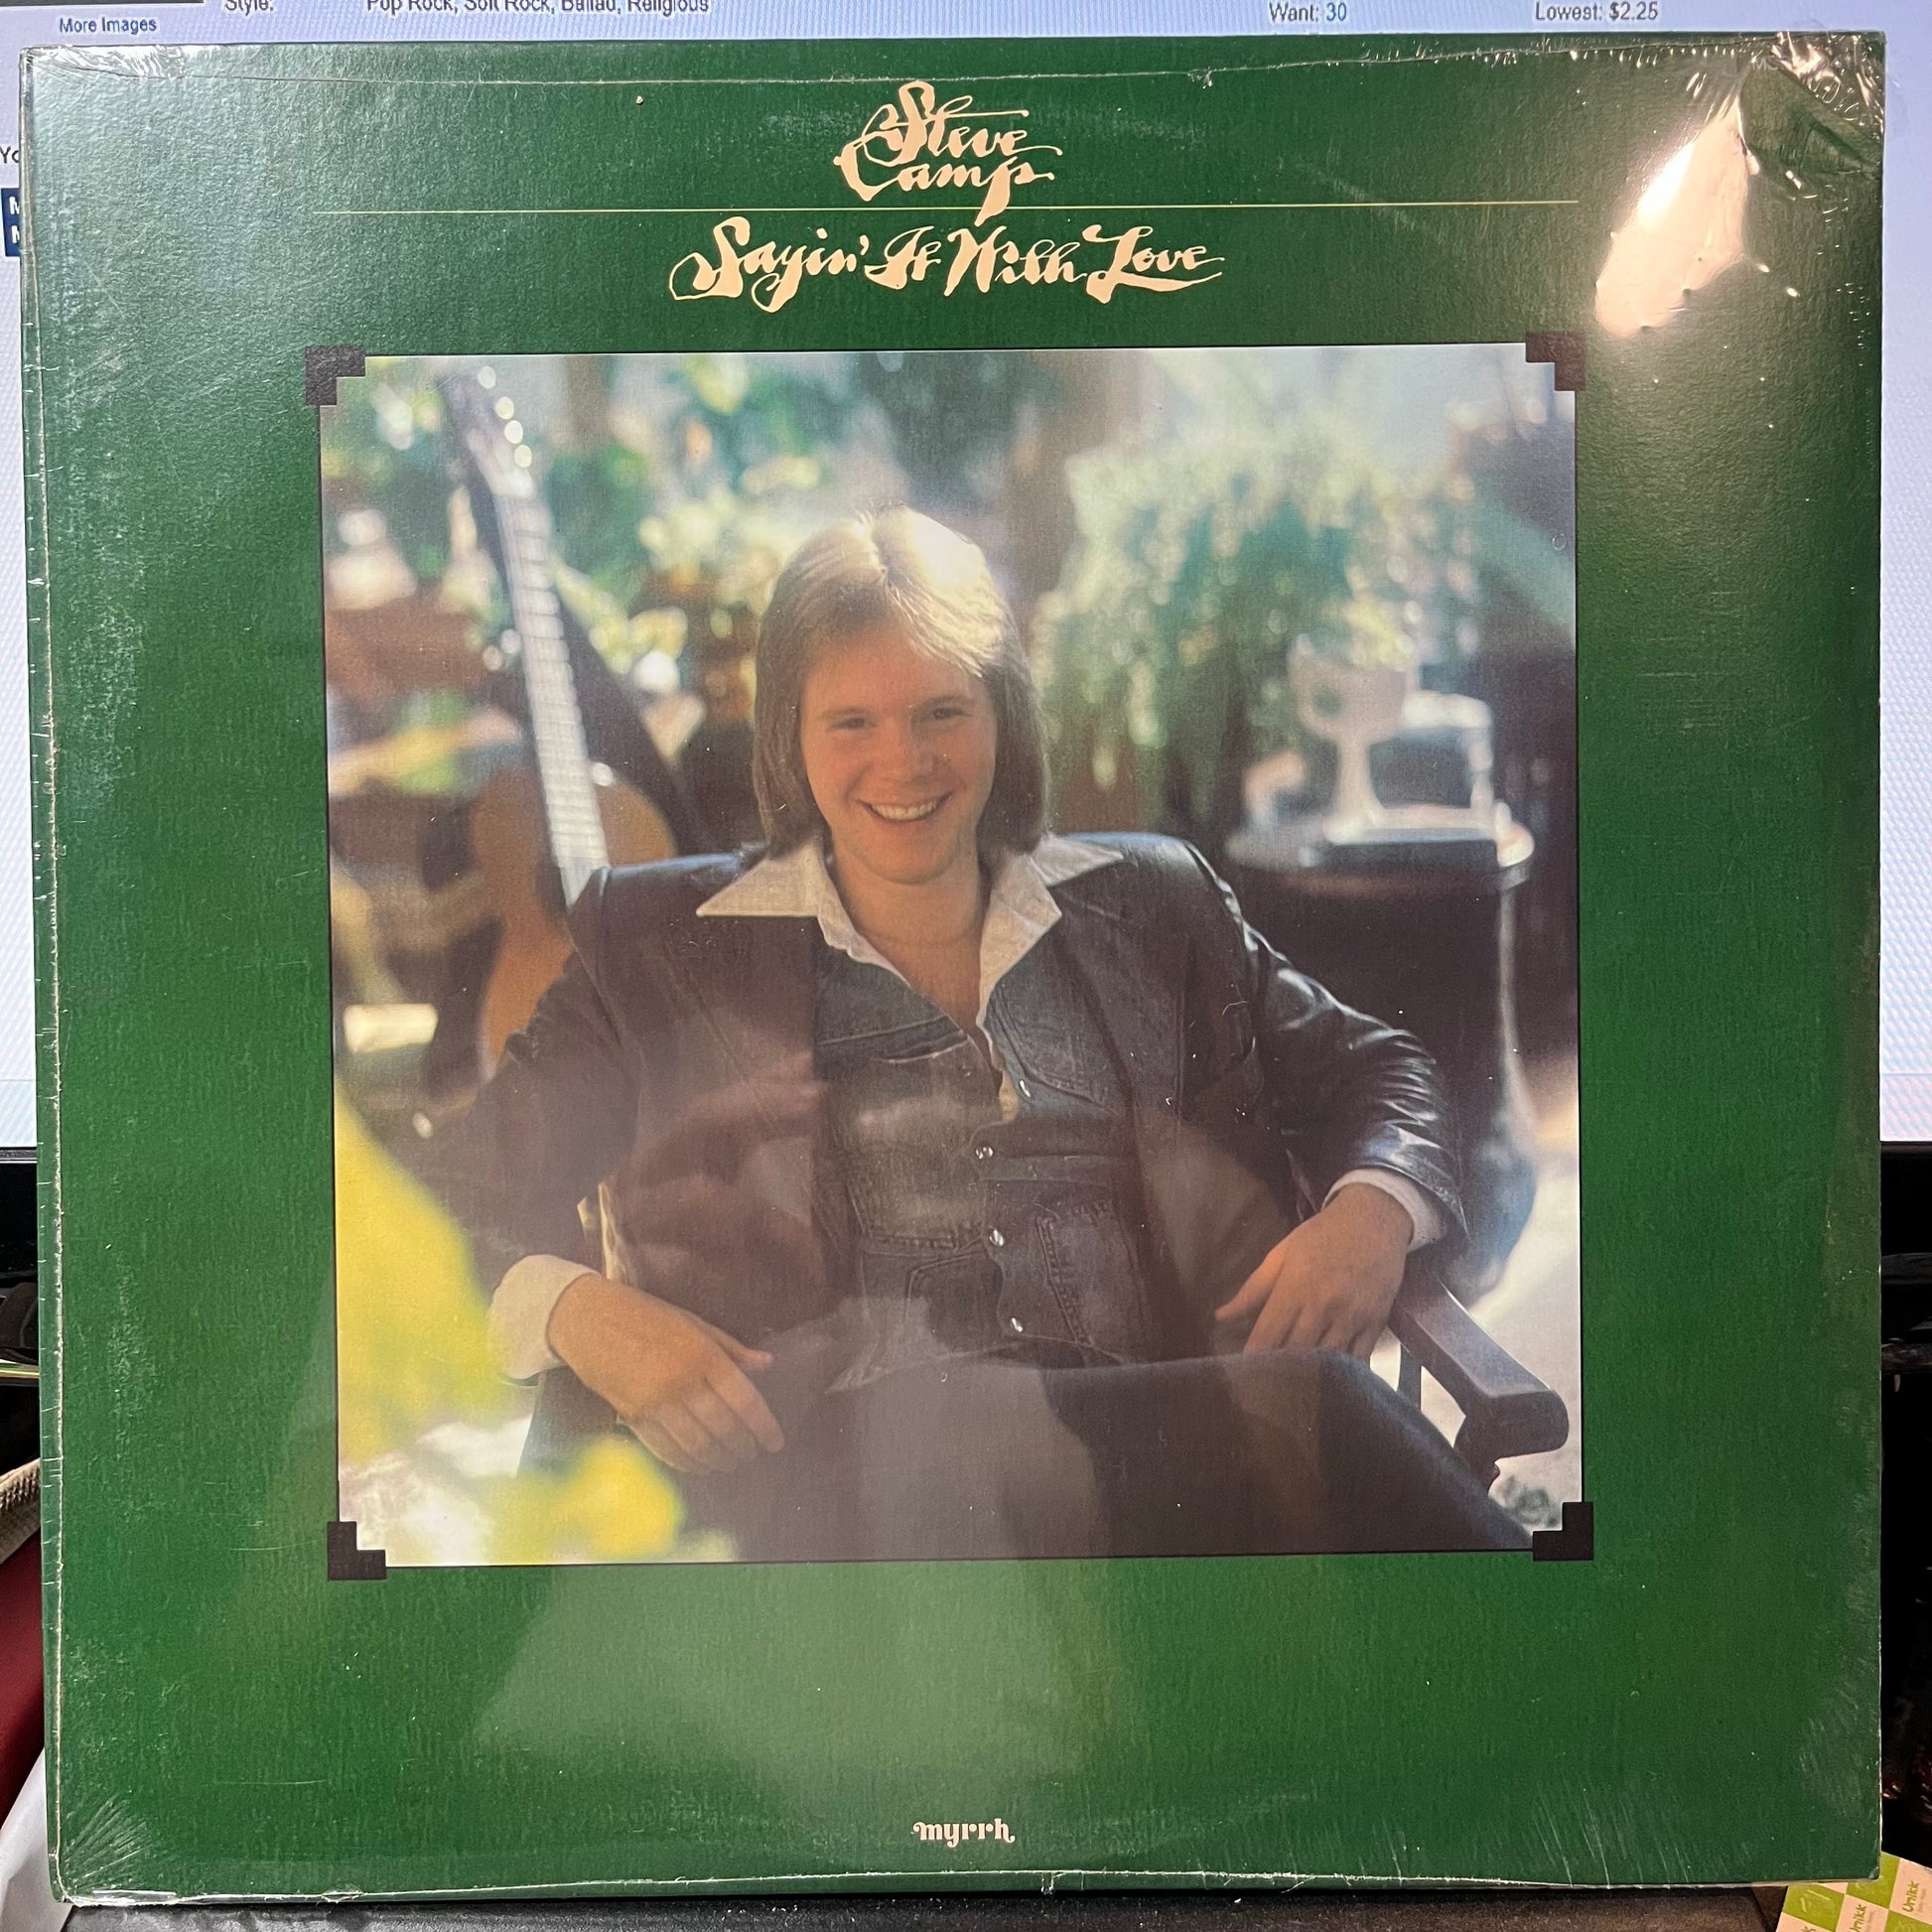 Style: Pop Rock, Soft Rock, Ballad, Religious
More Images
Want: 30
Lowest: $2.25
Steve
Camp
Sayin' It With Love
myrrh
Unikk